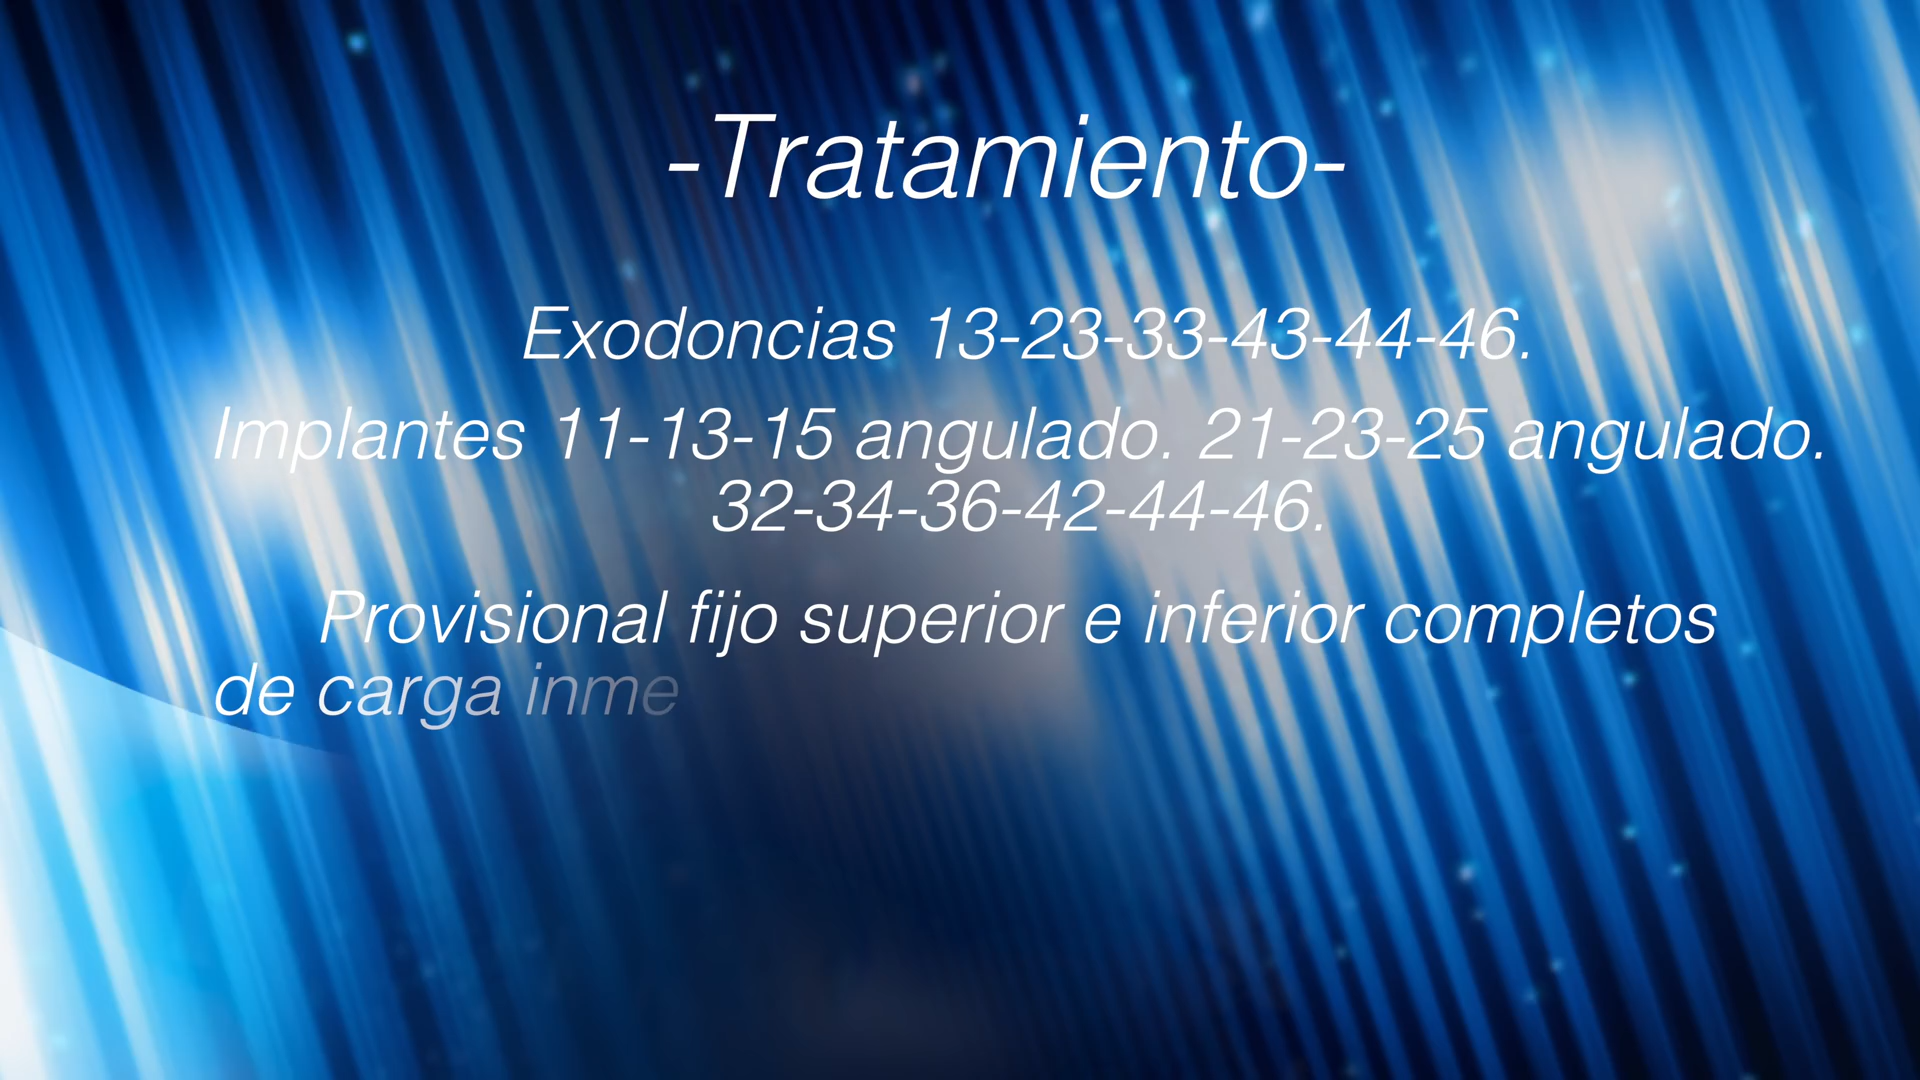 -Tratamiento-
Exodoncias 13-23-33-43-44-46.
Implantes 11-13-15 angulado. 21-23-25 angulado.
32-34-36-42-44-46.
Provisional fijo superior e inferior completos
de carga inme